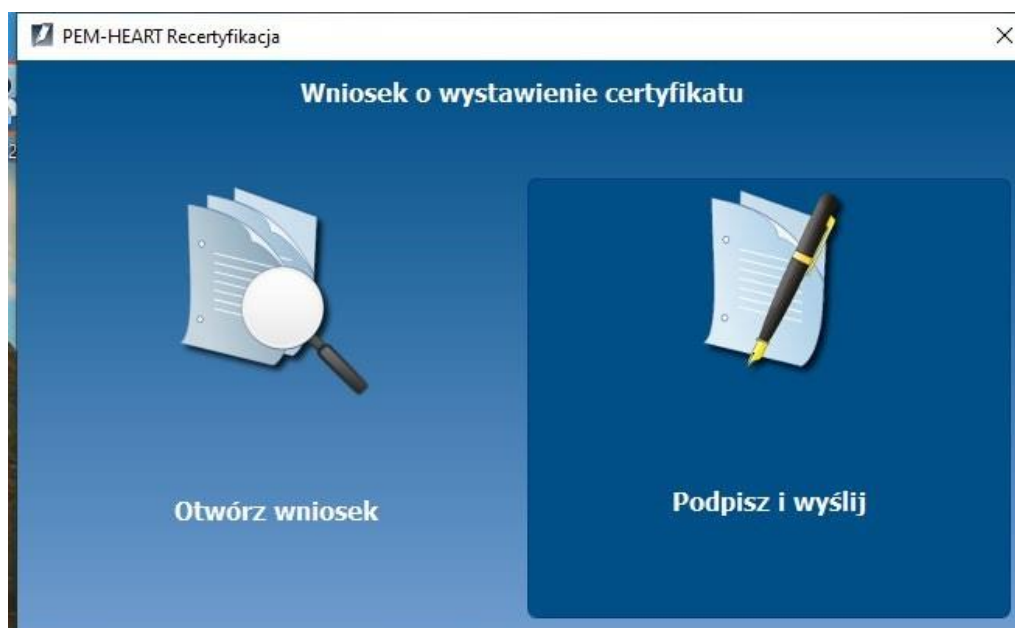 PEM-HEART Recertyfikacja
Wniosek o wystawienie certyfikatu
Otwórz wniosek
Podpisz i wyślij